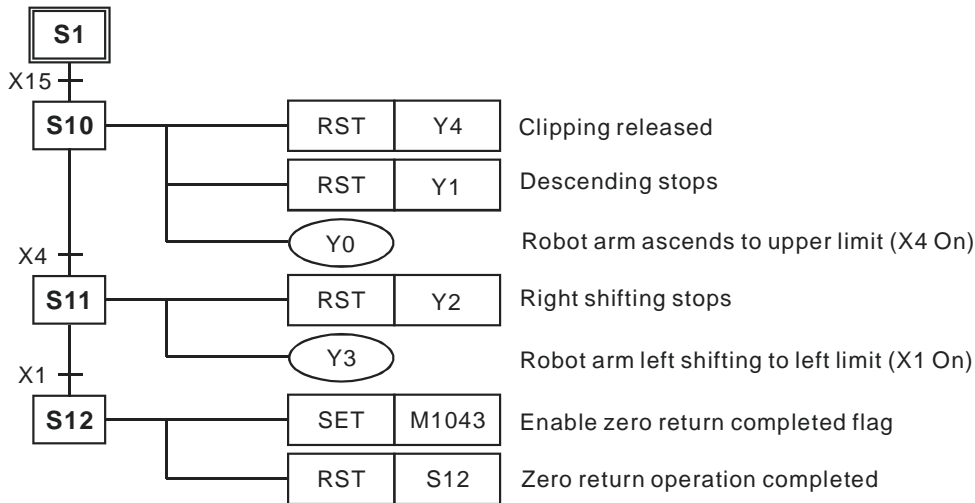 S1
X15
S10 RST Y4 Clipping released
RST Y1 Descending stops
Y0 Robot arm ascends to upper limit (X4 On)
X4
S11 RST Y2 Right shifting stops
Y3 Robot arm left shifting to left limit (X1 On)
X1
S12 SET M1043 Enable zero return completed flag
RST S12 Zero return operation completed